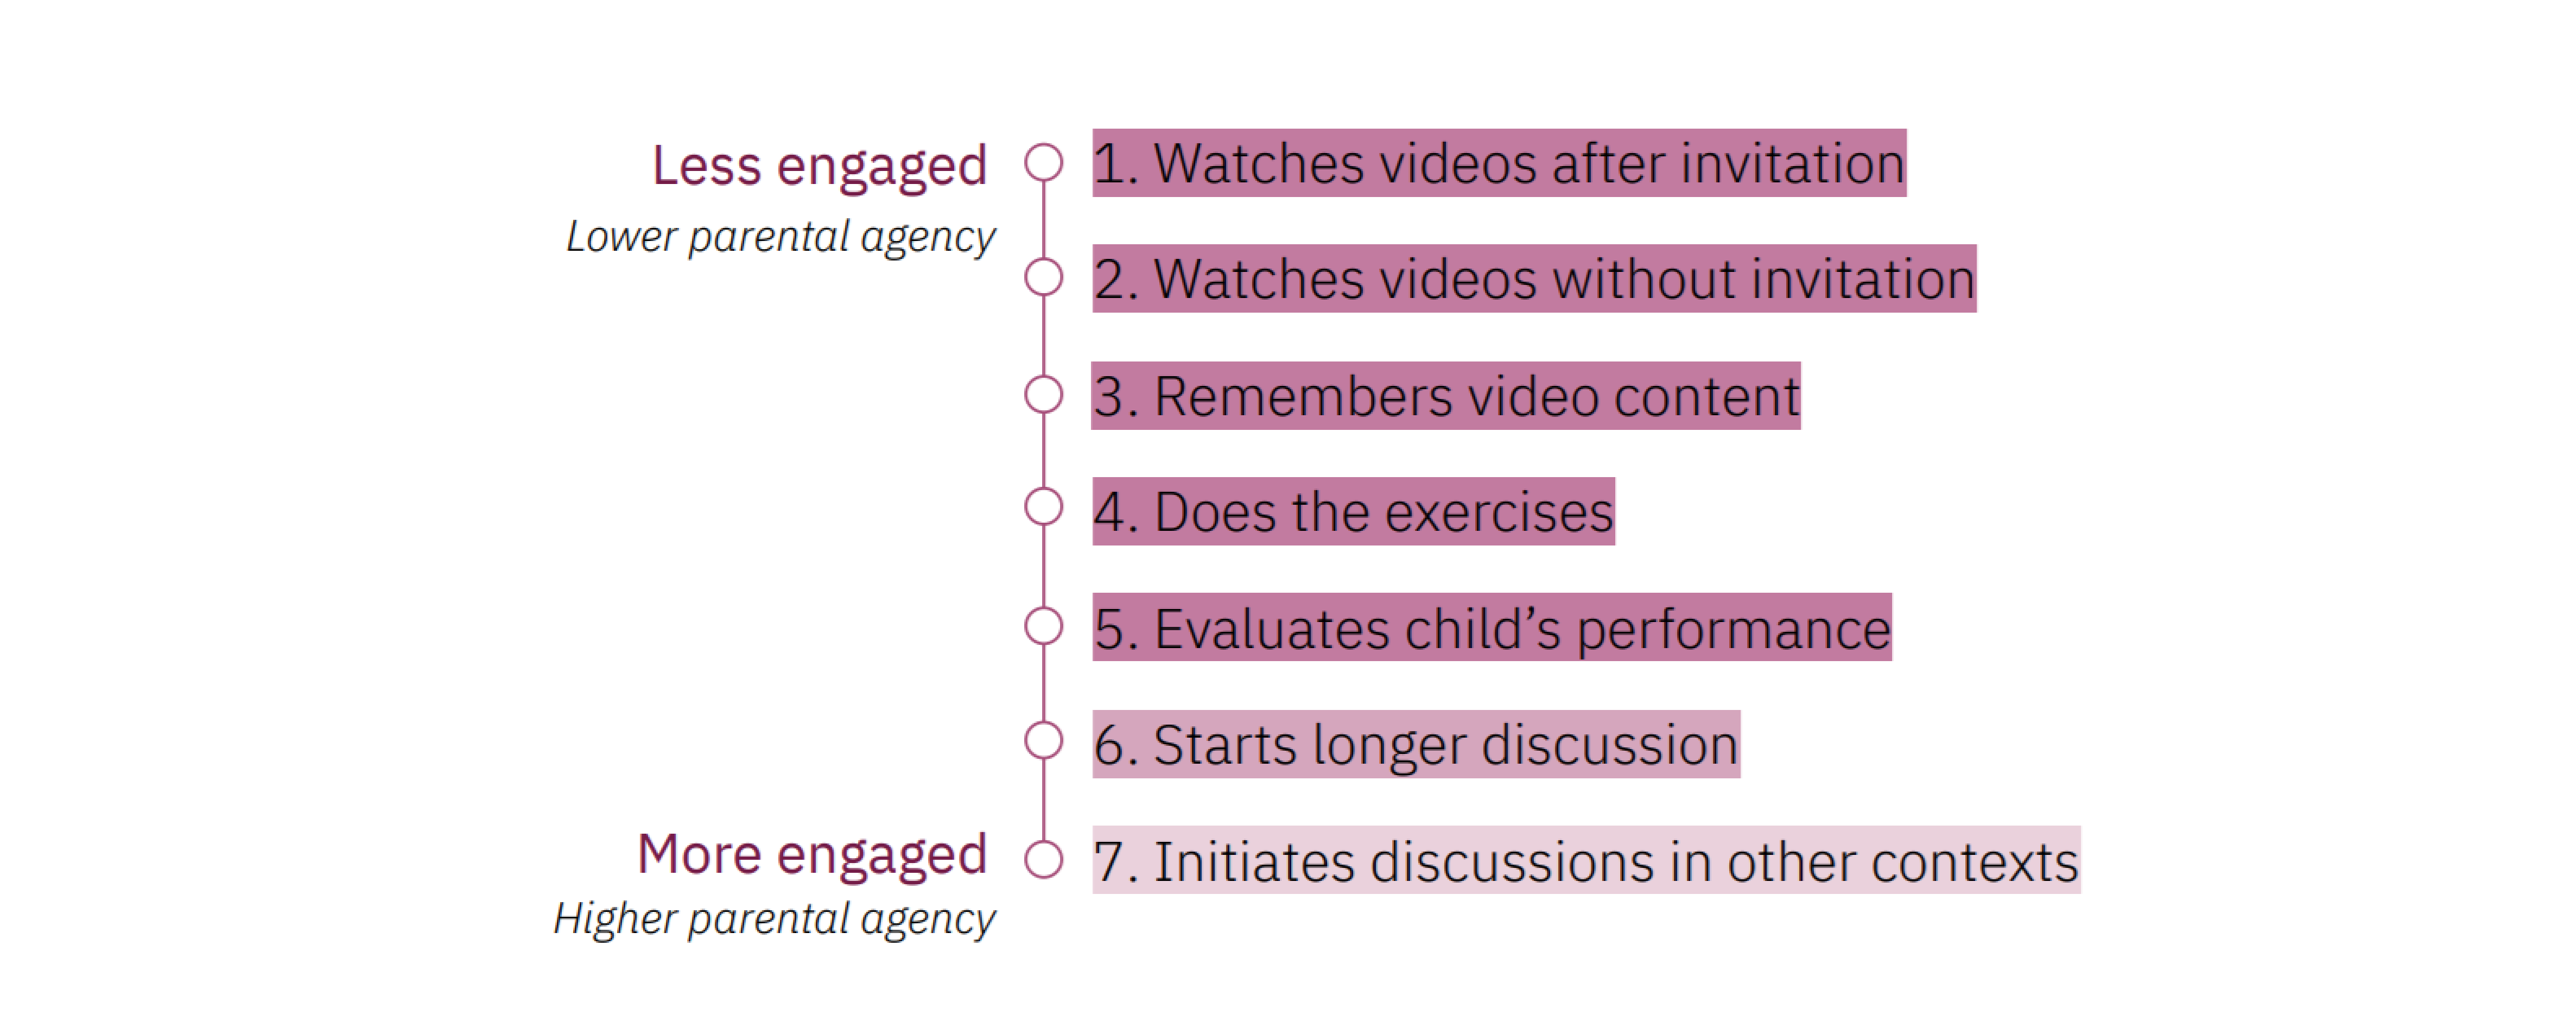 Less engaged
Lower parental agency
1. Watches videos after invitation
2. Watches videos without invitation
3. Remembers video content
4. Does the exercises
5. Evaluates child’s performance
6. Starts longer discussion
More engaged
Higher parental agency
7. Initiates discussions in other contexts